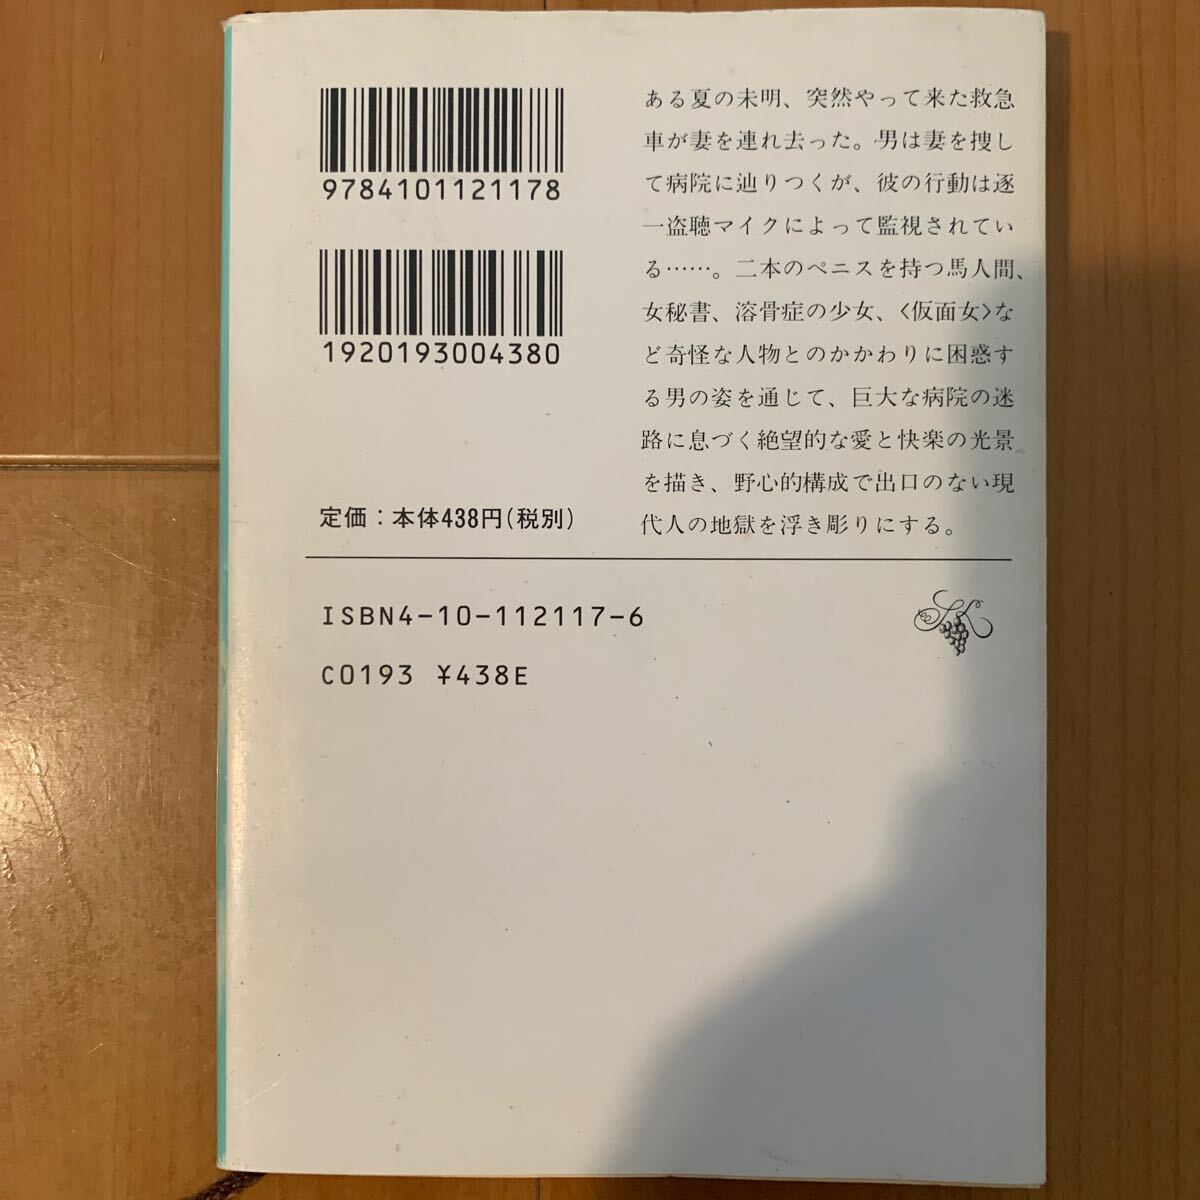 9784101121178
1920193004380
定価：本体438円（税別）
ある夏の未明、突然やって来た救急
車が妻を連れ去った。男は妻を捜し
て病院に辿りつくが、彼の行動は逐
一盗聴マイクによって監視されてい
る……。二本のペニスを持つ馬人間、
女秘書、溶骨症の少女、〈仮面女〉な
ど奇怪な人物とのかかわりに困惑す
る男の姿を通じて、巨大な病院の迷
路に息づく絶望的な愛と快楽の光景
を描き、野心的構成で出口のない現
代人の地獄を浮き彫りにする。
ISBN4-10-112117-6
C0193 ¥438E